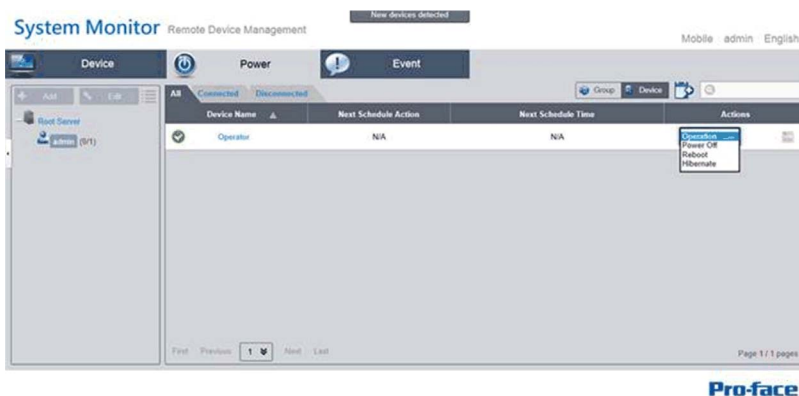 New devices detected
System Monitor Remote Device Management
Mobile admin English
Device Power Event
Add Edit
All Connected Disconnected
Group Device
Device Name Next Schedule Action Next Schedule Time Actions
Root Server
admin (0/1)
Operator N/A N/A Operation ...
Power Off
Reboot
Hibernate
First Previous 1 Next Last
Page 1 / 1 pages
Pro-face